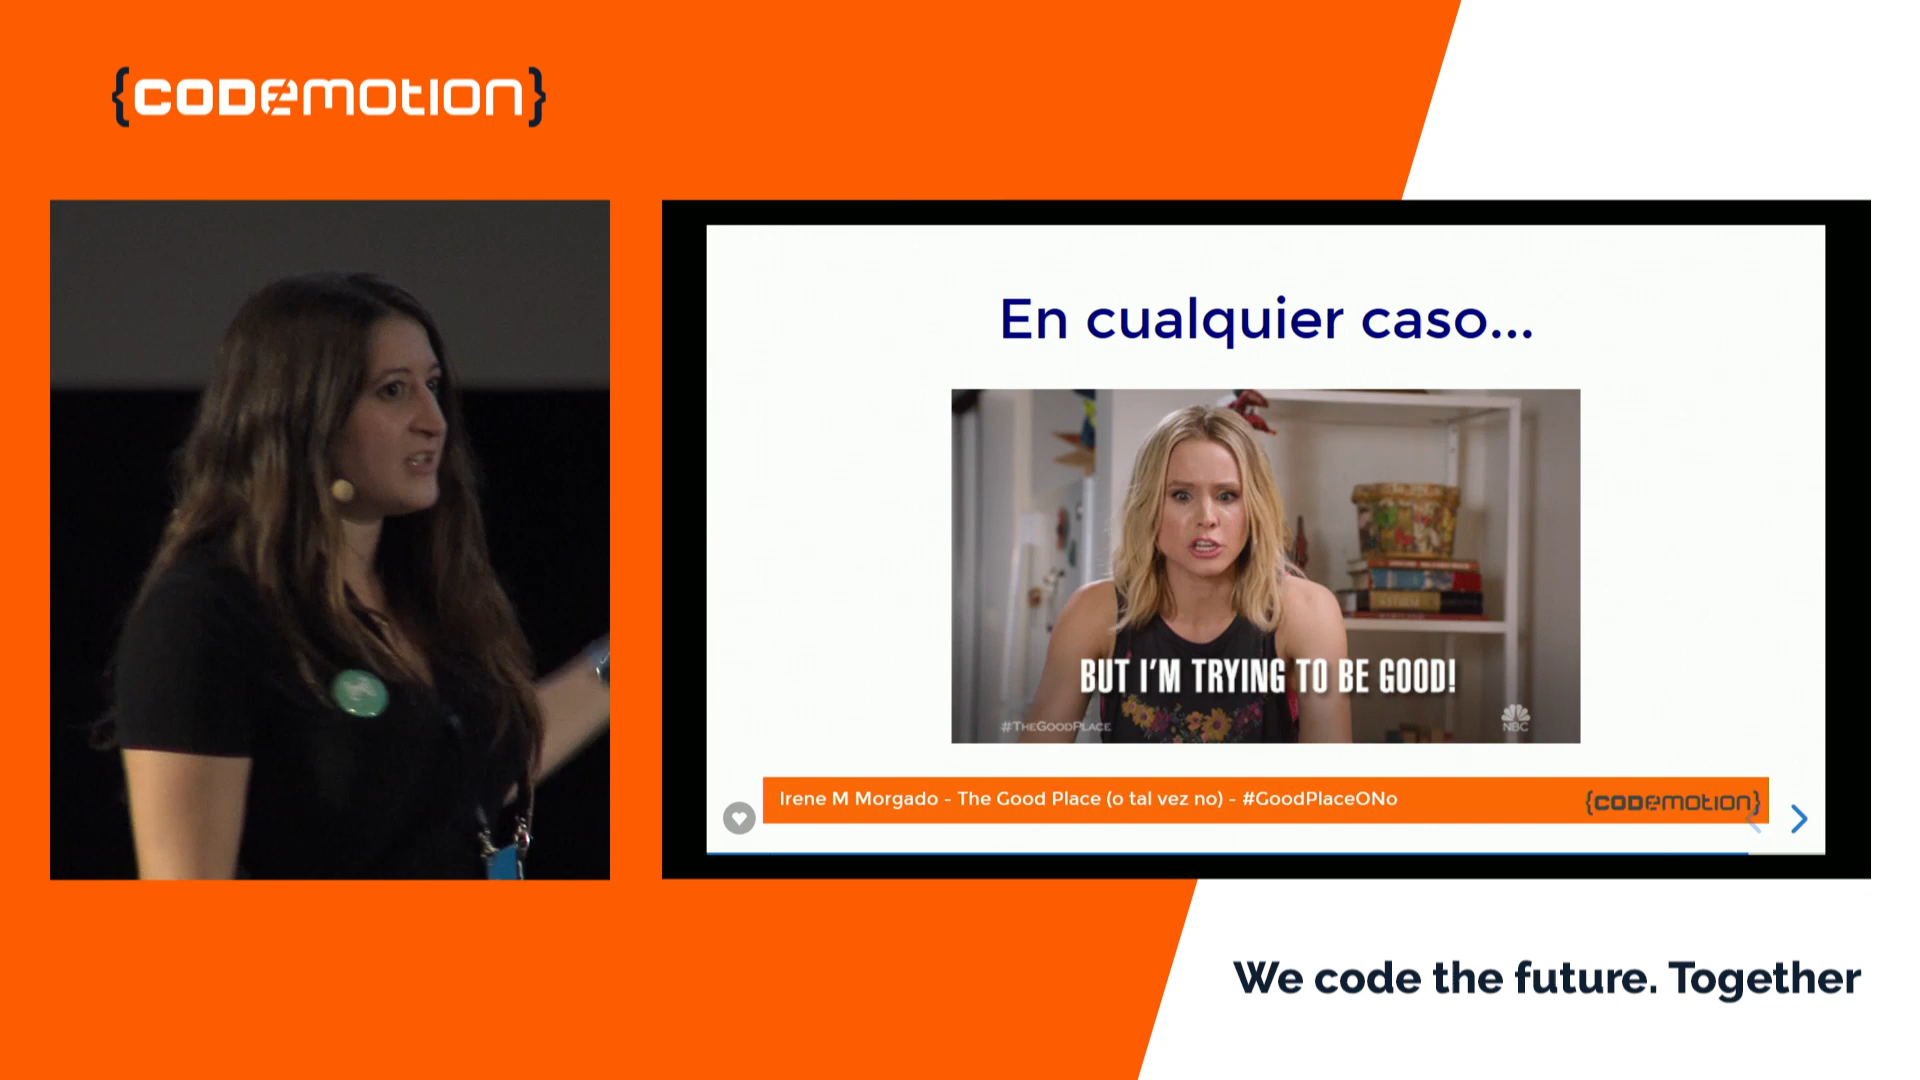 {CODEMOTION}
En cualquier caso...
BUT I'M TRYING TO BE GOOD!
#THEGOODPLACE
NBC
Irene M Morgado - The Good Place (o tal vez no) - #GoodPlaceONo
{CODEMOTION}
We code the future. Together